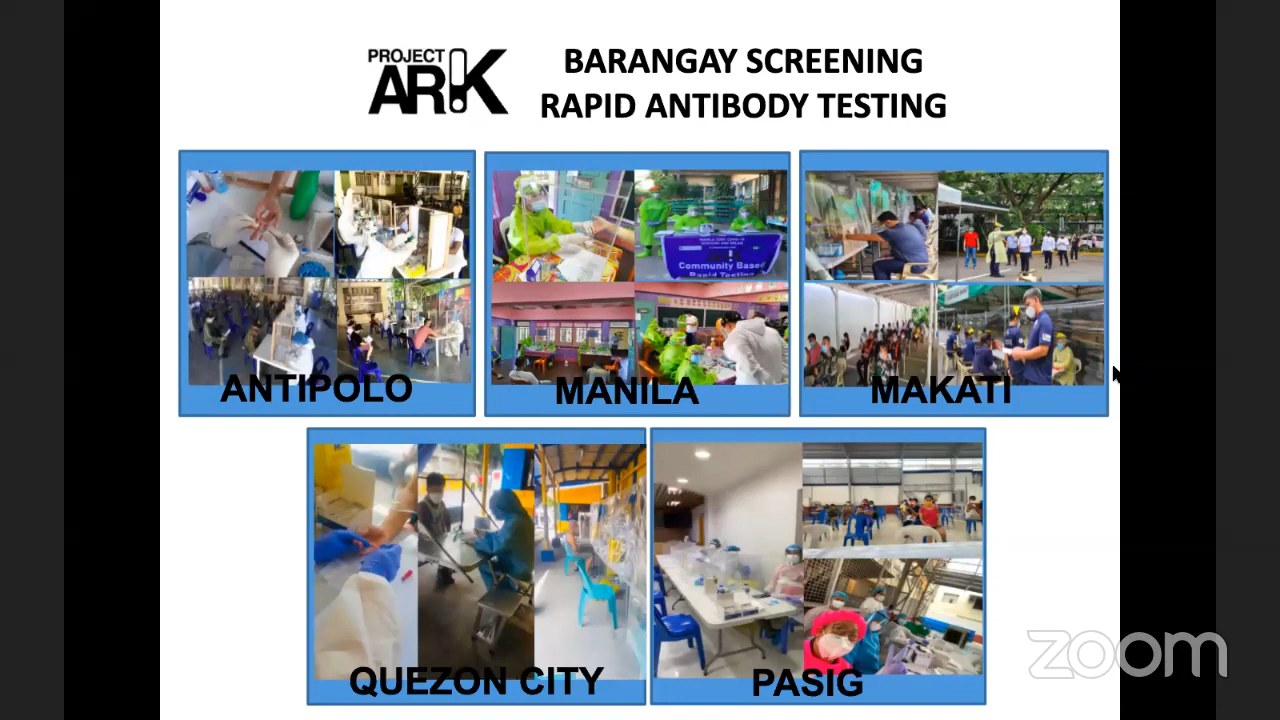 PROJECT
ARK
BARANGAY SCREENING
RAPID ANTIBODY TESTING
Community Based
Rapid Testing
ANTIPOLO
MANILA
MAKATI
QUEZON CITY
PASIG
zoom